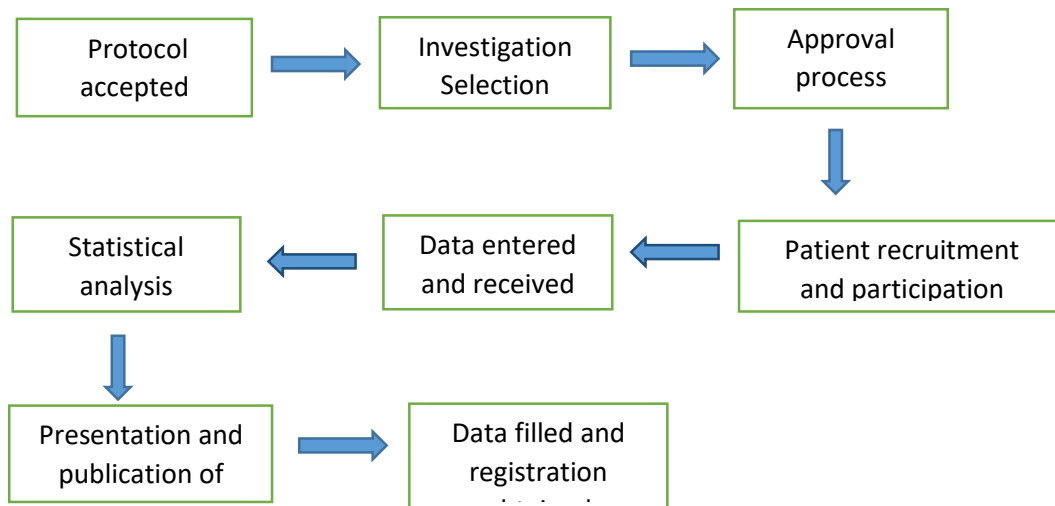 Protocol
accepted
Investigation
Selection
Approval
process
Patient recruitment
and participation
Data entered
and received
Statistical
analysis
Presentation and
publication of
Data filled and
registration